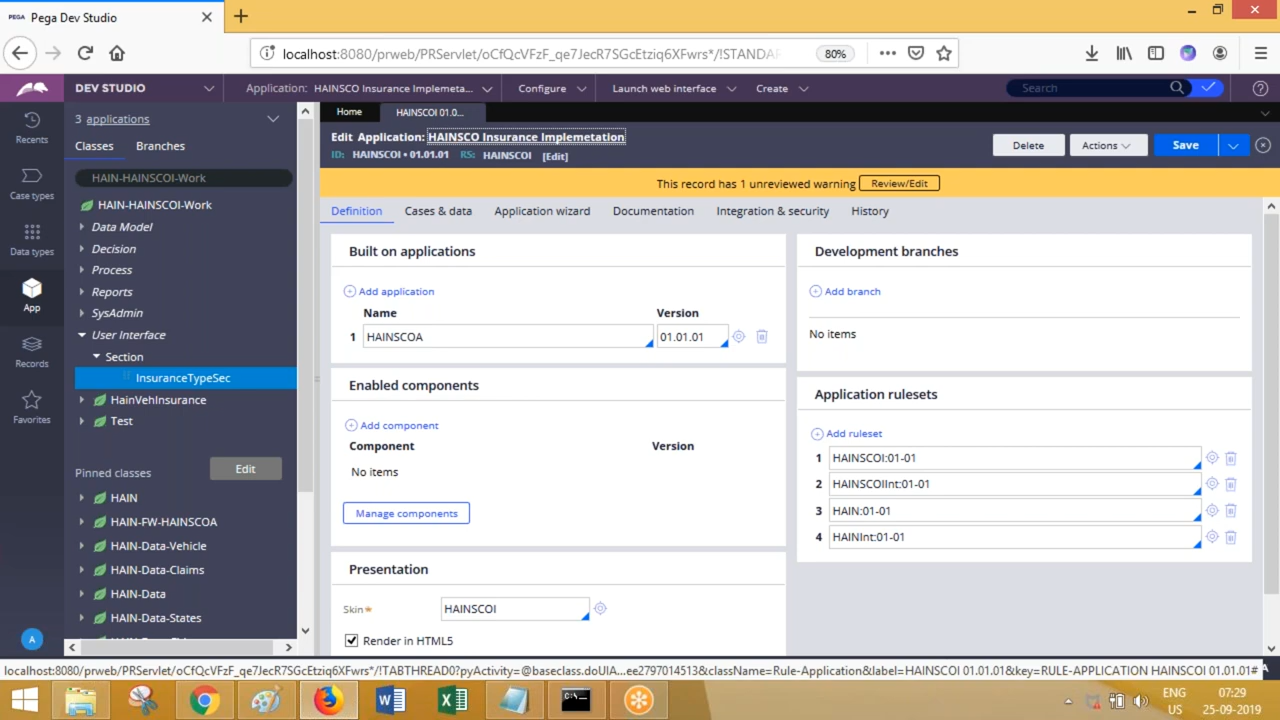 PEGA Pega Dev Studio
localhost:8080/prweb/PRServlet/oCfQcVFzF_qe7JecR7SGcEtziq6XFwrs*/!STANDAR
80%
DEV STUDIO
Application: HAINSCO Insurance Implemeta...
Configure
Launch web interface
Create
Search
Recents
Case types
Data types
App
Records
Favorites
A
3 applications
Classes
Branches
HAIN-HAINSCOI-Work
HAIN-HAINSCOI-Work
Data Model
Decision
Process
Reports
SysAdmin
User Interface
Section
InsuranceTypeSec
HainVehInsurance
Test
Pinned classes
Edit
HAIN
HAIN-FW-HAINSCOA
HAIN-Data-Vehicle
HAIN-Data-Claims
HAIN-Data
HAIN-Data-States
Home
HAINSCOI 01.0...
Edit Application: HAINSCO Insurance Implemetation
ID: HAINSCOI • 01.01.01 RS: HAINSCOI [Edit]
Delete
Actions
Save
This record has 1 unreviewed warning
Review/Edit
Definition
Cases & data
Application wizard
Documentation
Integration & security
History
Built on applications
Add application
Name Version
1 HAINSCOA 01.01.01
Enabled components
Add component
Component Version
No items
Manage components
Presentation
Skin* HAINSCOI
Render in HTML5
Development branches
Add branch
No items
Application rulesets
Add ruleset
1 HAINSCOI:01-01
2 HAINSCOIInt:01-01
3 HAIN:01-01
4 HAINInt:01-01
localhost:8080/prweb/PRServlet/oCfQcVFzF_qe7JecR7SGcEtziq6XFwrs*/!TABTHREAD0?pyActivity=@baseclass.doUIA...ee2797014513&className=Rule-Application&label=HAINSCOI 01.01.01&key=RULE-APPLICATION HAINSCOI 01.01.01#
ENG
US
07:29
25-09-2019